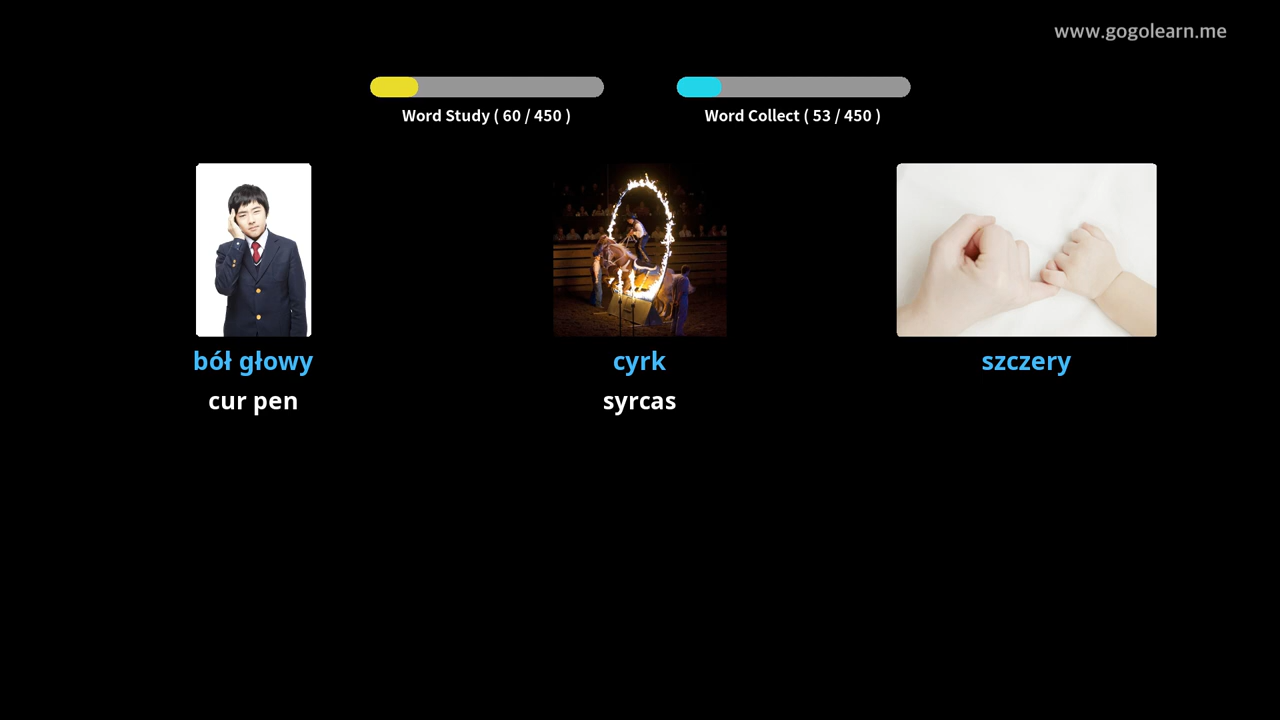 www.gogolearn.me
Word Study ( 60 / 450 )
Word Collect ( 53 / 450 )
ból głowy
cyrk
szczery
cur pen
syrcas